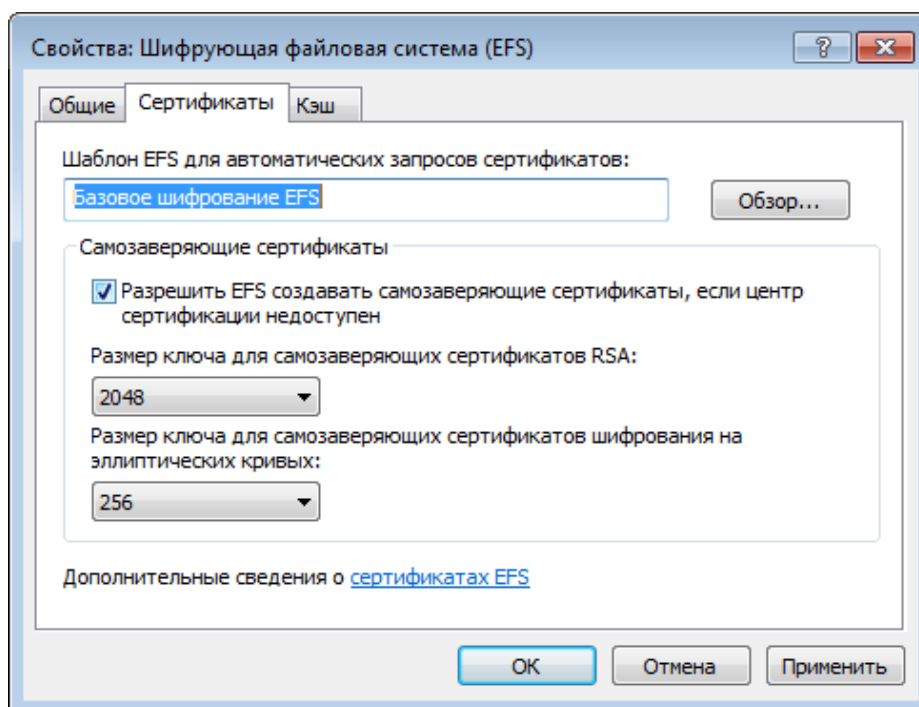 Свойства: Шифрующая файловая система (EFS)
Общие Сертификаты Кэш
Шаблон EFS для автоматических запросов сертификатов:
Базовое шифрование EFS Обзор...
Самозаверяющие сертификаты
Разрешить EFS создавать самозаверяющие сертификаты, если центр
сертификации недоступен
Размер ключа для самозаверяющих сертификатов RSA:
2048
Размер ключа для самозаверяющих сертификатов шифрования на
эллиптических кривых:
256
Дополнительные сведения о сертификатах EFS
ОК Отмена Применить